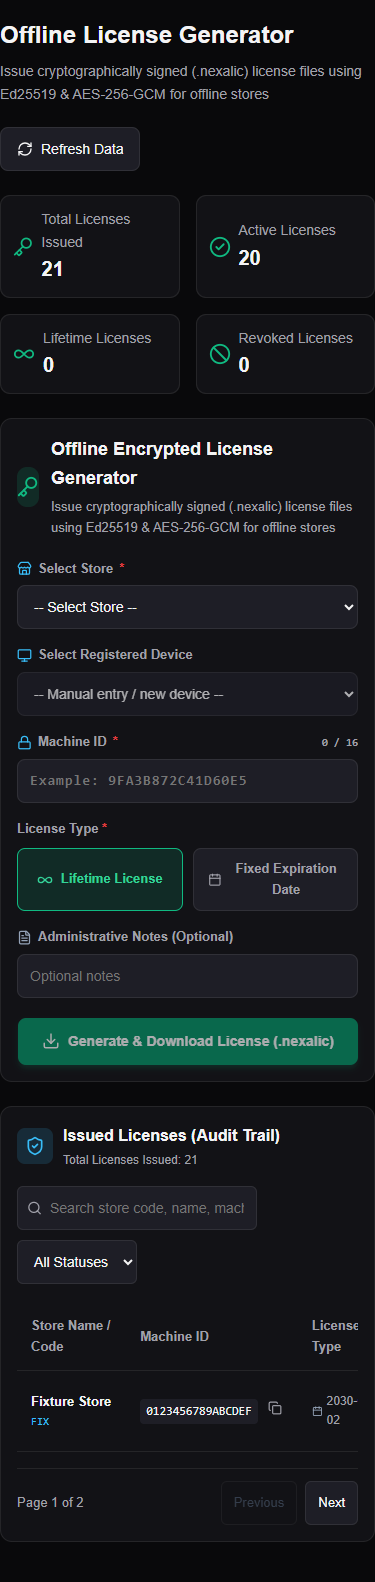 Offline License Generator
Issue cryptographically signed (.nexalic) license files using
Ed25519 & AES-256-GCM for offline stores
Refresh Data
Total Licenses
Issued
21
Active Licenses
20
Lifetime Licenses
0
Revoked Licenses
0
Offline Encrypted License
Generator
Issue cryptographically signed (.nexalic) license files
using Ed25519 & AES-256-GCM for offline stores
Select Store *
-- Select Store --
Select Registered Device
-- Manual entry / new device --
Machine ID * 0 / 16
Example: 9FA3B872C41D60E5
License Type *
Lifetime License
Fixed Expiration
Date
Administrative Notes (Optional)
Optional notes
Generate & Download License (.nexalic)
Issued Licenses (Audit Trail)
Total Licenses Issued: 21
Search store code, name, mach
All Statuses
Store Name /
Code
Machine ID
License
Type
Fixture Store
FIX
0123456789ABCDEF
2030-
02
Page 1 of 2
Previous
Next